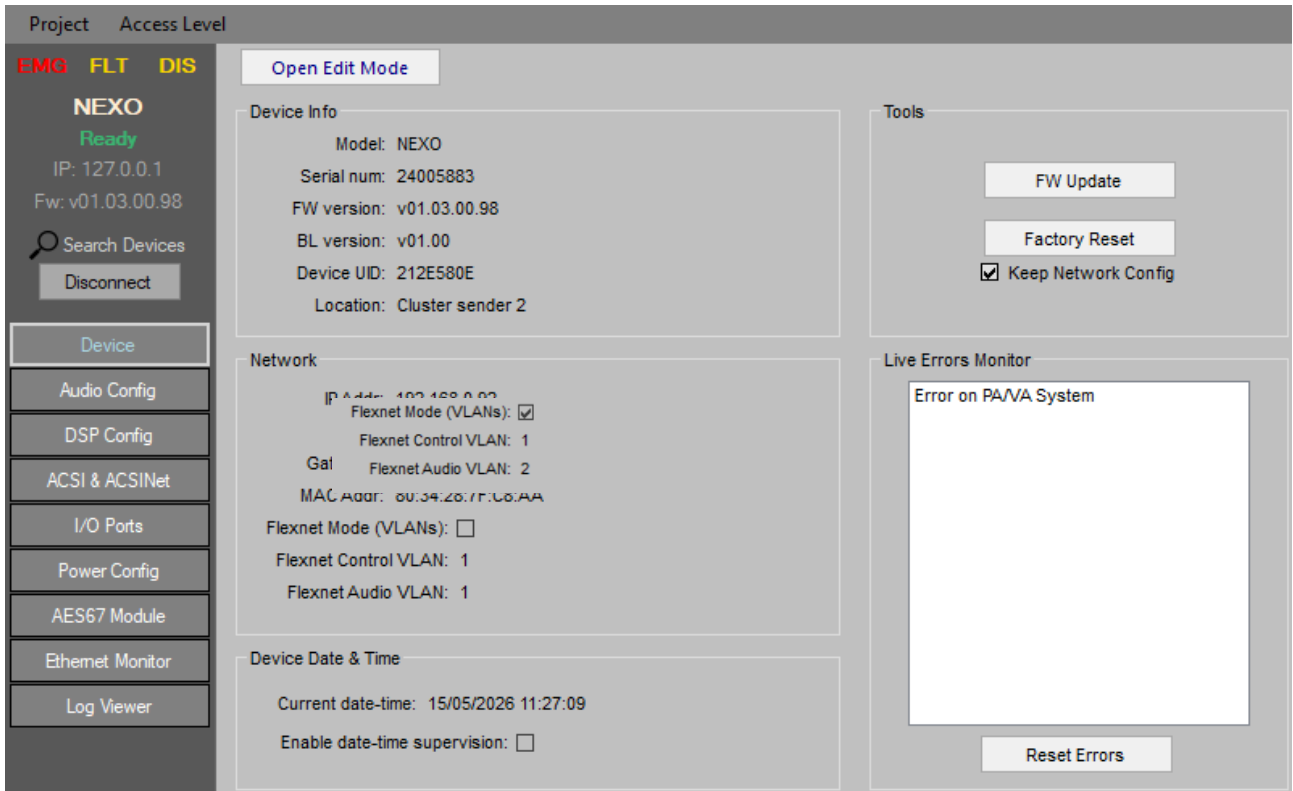 Project Access Level
EMG FLT DIS
NEXO
Ready
IP: 127.0.0.1
Fw: v01.03.00.98
Search Devices
Disconnect
Device
Audio Config
DSP Config
ACSI & ACSINet
I/O Ports
Power Config
AES67 Module
Ethernet Monitor
Log Viewer
Open Edit Mode
Device Info
Model: NEXO
Serial num: 24005883
FW version: v01.03.00.98
BL version: v01.00
Device UID: 212E580E
Location: Cluster sender 2
Network
Flexnet Mode (VLANs):
Flexnet Control VLAN: 1
Flexnet Audio VLAN: 2
MAC Addr:
Flexnet Mode (VLANs):
Flexnet Control VLAN: 1
Flexnet Audio VLAN: 1
Device Date & Time
Current date-time: 15/05/2026 11:27:09
Enable date-time supervision:
Tools
FW Update
Factory Reset
Keep Network Config
Live Errors Monitor
Error on PA/VA System
Reset Errors